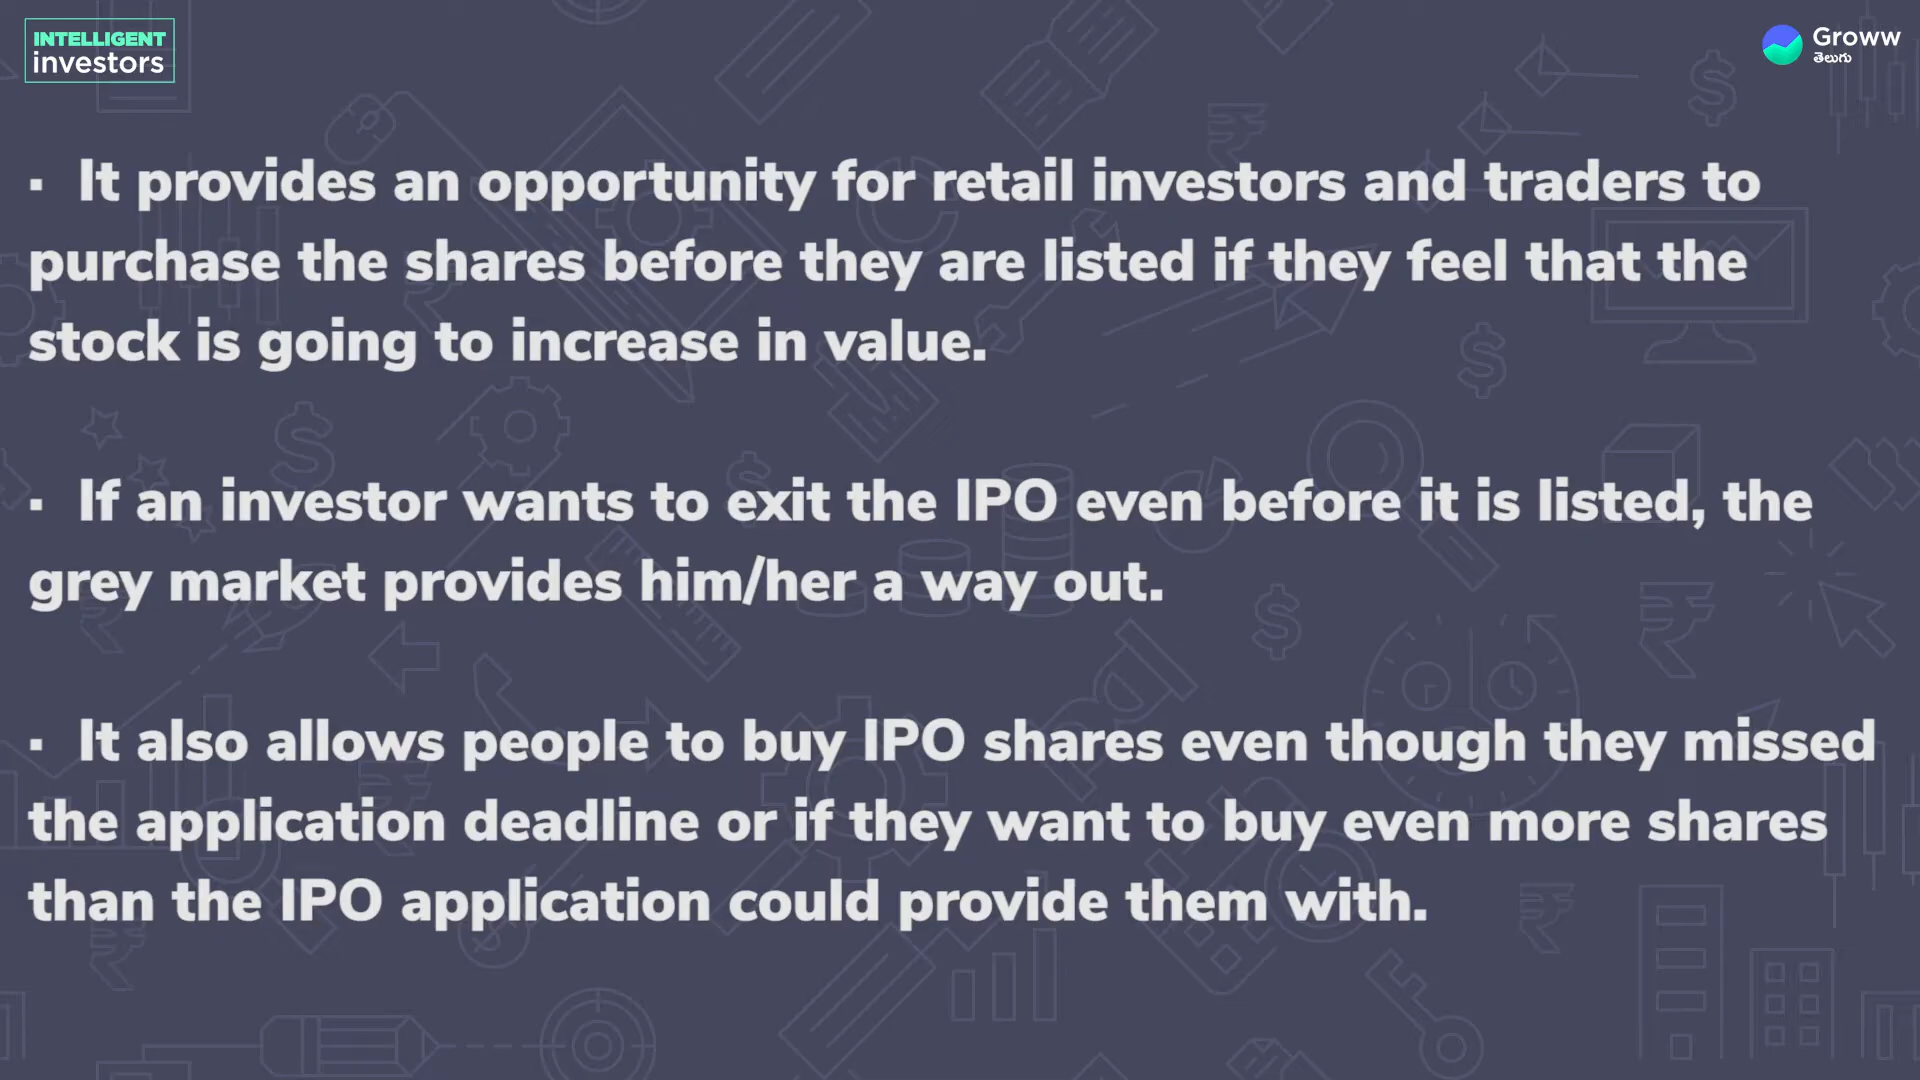 INTELLIGENT
investors
Groww
తెలుగు
▪ It provides an opportunity for retail investors and traders to
purchase the shares before they are listed if they feel that the
stock is going to increase in value.
▪ If an investor wants to exit the IPO even before it is listed, the
grey market provides him/her a way out.
▪ It also allows people to buy IPO shares even though they missed
the application deadline or if they want to buy even more shares
than the IPO application could provide them with.